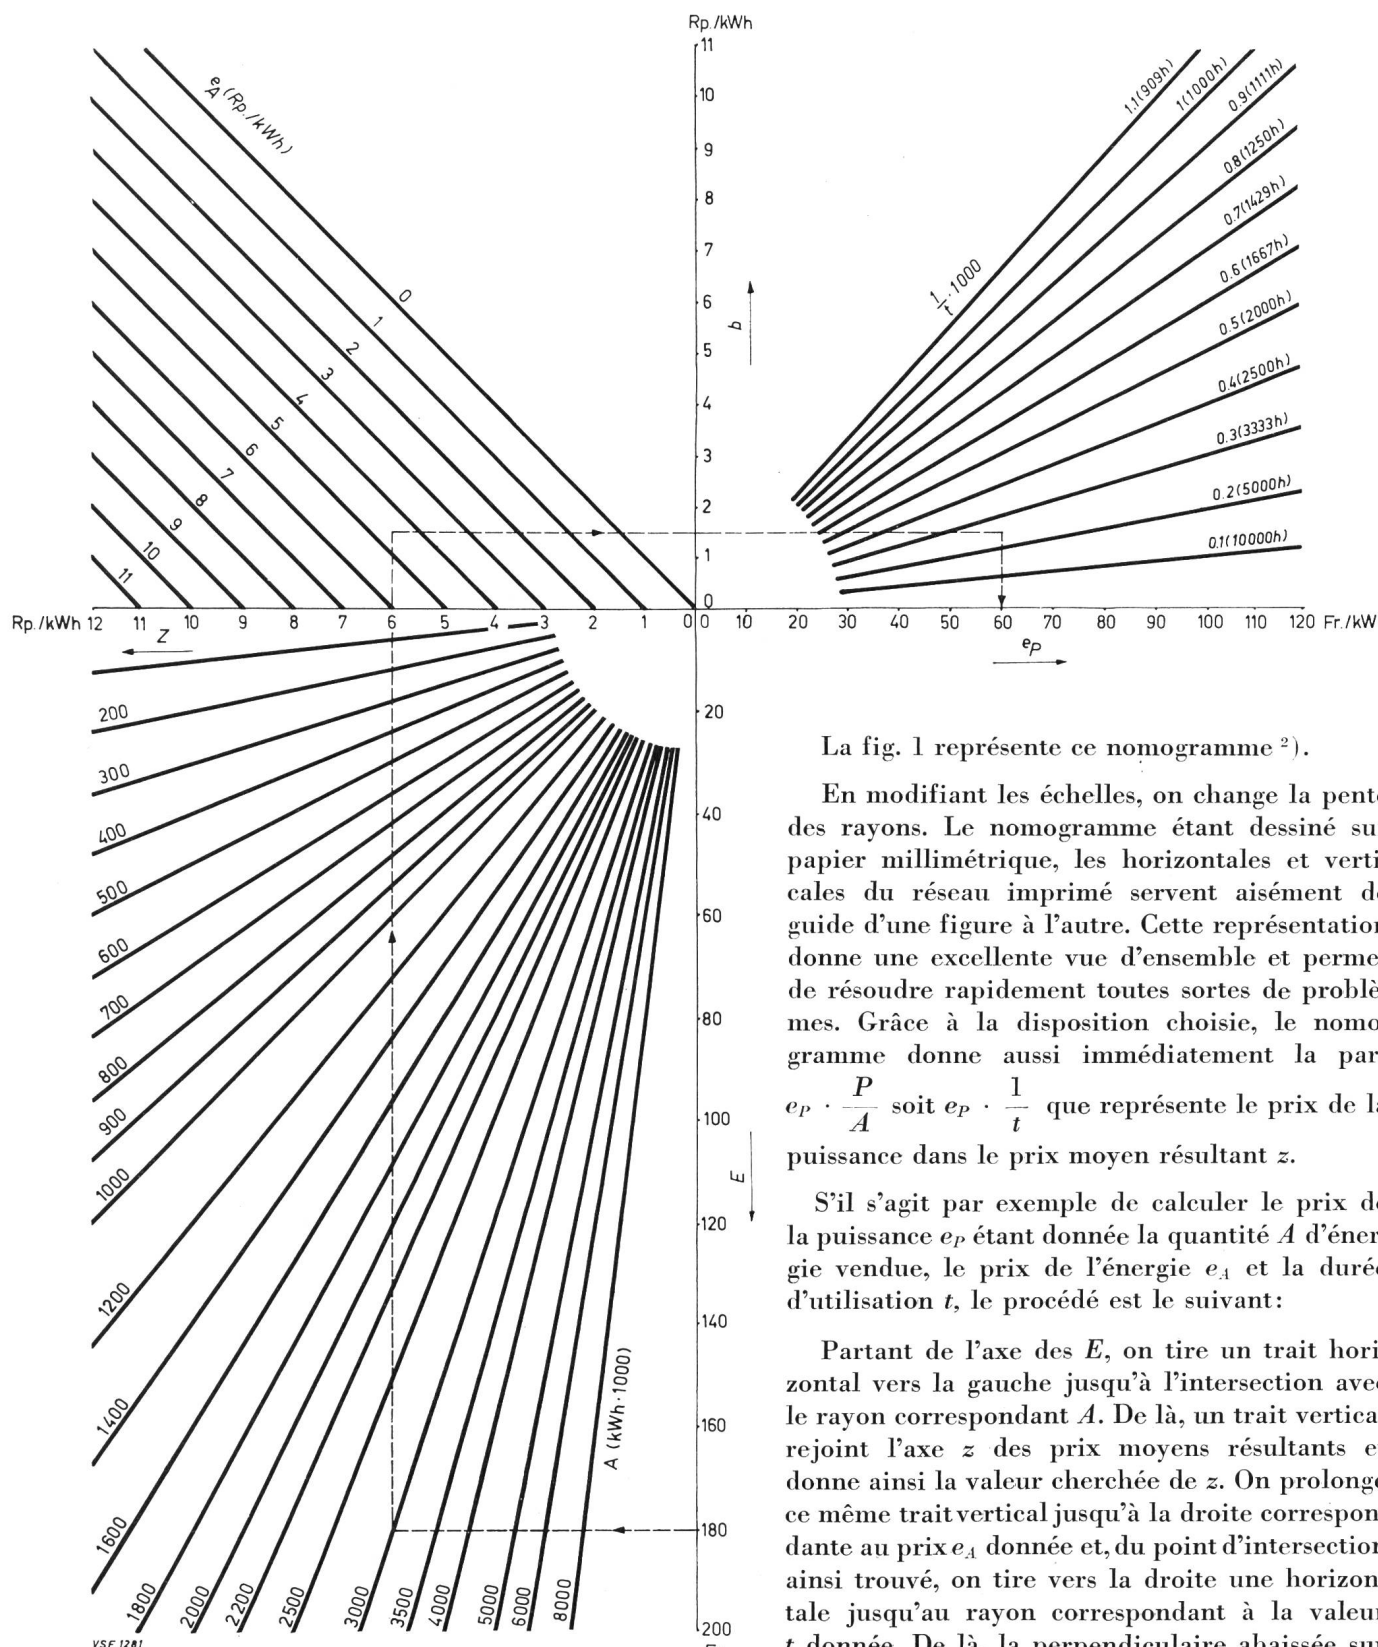 Rp./kWh
11
10
9
8
7
6
5
4
3
2
1
0
b
e_A (Rp./kWh)
0
1
2
3
4
5
6
7
8
9
10
11
1/t · 1000
1.1 (909h)
1 (1000h)
0.9 (1111h)
0.8 (1250h)
0.7 (1429h)
0.6 (1667h)
0.5 (2000h)
0.4 (2500h)
0.3 (3333h)
0.2 (5000h)
0.1 (10000h)
Rp./kWh 12 11 10 9 8 7 6 5 4 3 2 1 0
0 10 20 30 40 50 60 70 80 90 100 110 120 Fr./kW
Z
e_P
20
40
60
80
100
120
140
160
180
200
E
200
300
400
500
600
700
800
900
1000
1200
1400
1600
1800
2000
2200
2500
3000
3500
4000
5000
6000
8000
A (kWh·1000)
VSE 1281
La fig. 1 représente ce nomogramme ²).
En modifiant les échelles, on change la pente
des rayons. Le nomogramme étant dessiné su
papier millimétrique, les horizontales et verti
cales du réseau imprimé servent aisément de
guide d'une figure à l'autre. Cette représentation
donne une excellente vue d'ensemble et perme
de résoudre rapidement toutes sortes de problè
mes. Grâce à la disposition choisie, le nomo
gramme donne aussi immédiatement la par
e_P · P/A soit e_P · 1/t que représente le prix de la
puissance dans le prix moyen résultant z.
S'il s'agit par exemple de calculer le prix de
la puissance e_P étant donnée la quantité A d'éner
gie vendue, le prix de l'énergie e_A et la durée
d'utilisation t, le procédé est le suivant:
Partant de l'axe des E, on tire un trait hori
zontal vers la gauche jusqu'à l'intersection avec
le rayon correspondant A. De là, un trait vertica
rejoint l'axe z des prix moyens résultants e
donne ainsi la valeur cherchée de z. On prolonge
ce même trait vertical jusqu'à la droite correspon
dante au prix e_A donnée et, du point d'intersection
ainsi trouvé, on tire vers la droite une horizon
tale jusqu'au rayon correspondant à la valeur
t donnée. De là, la perpendiculaire abaissée sur